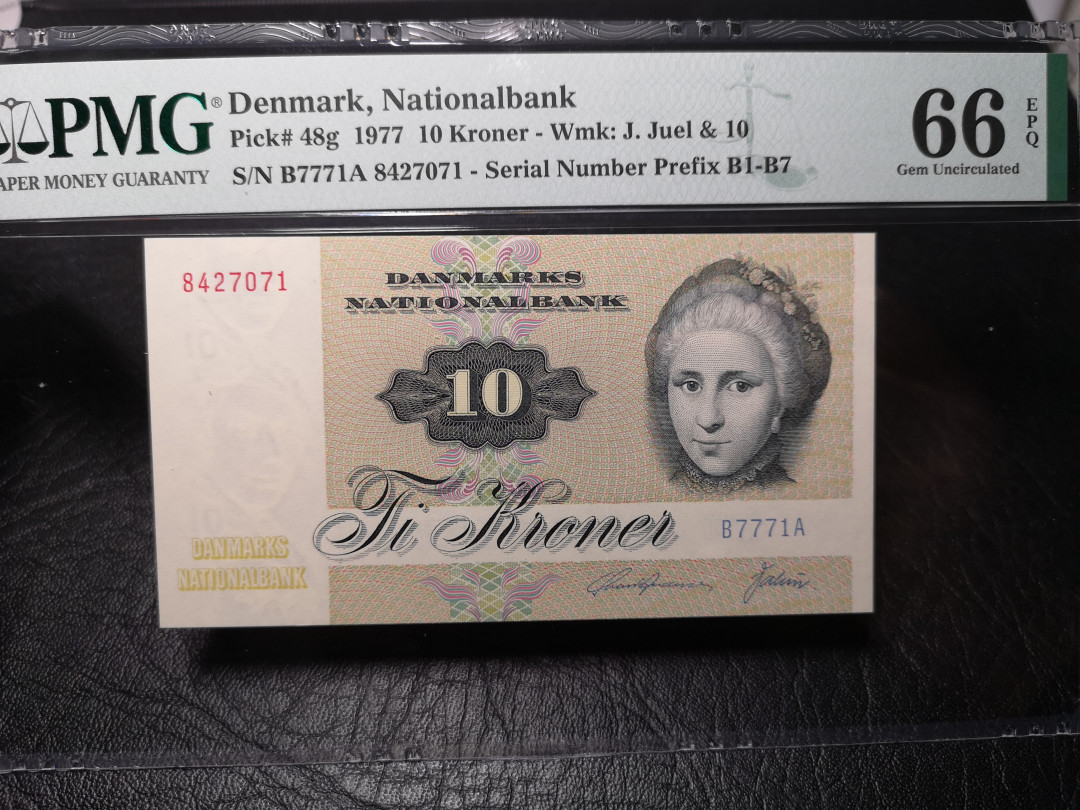 PMG® Denmark, Nationalbank
Pick# 48g 1977 10 Kroner - Wmk: J. Juel & 10
APER MONEY GUARANTY S/N B7771A 8427071 - Serial Number Prefix B1-B7
66 EPQ
Gem Uncirculated
8427071
DANMARKS
NATIONALBANK
10
Ti Kroner
B7771A
DANMARKS
NATIONALBANK